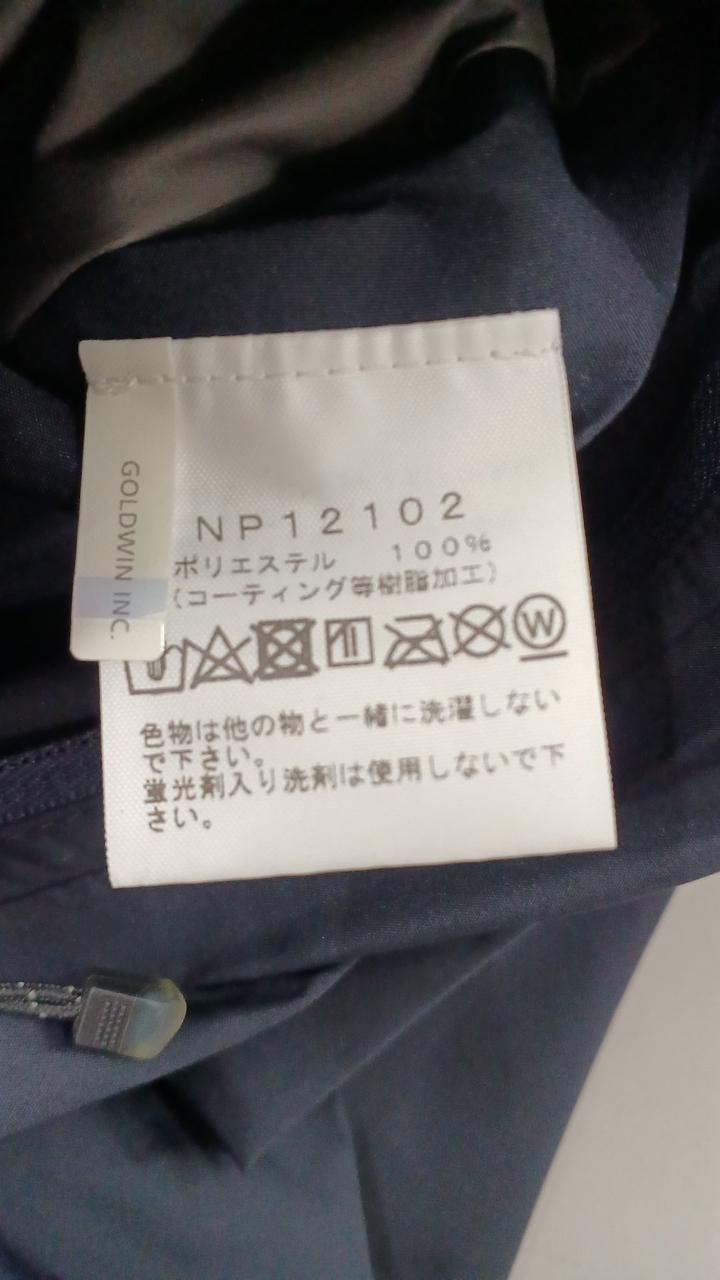 GOLDWIN INC.
NP12102
ポリエステル 100%
（コーティング等樹脂加工）
W
色物は他の物と一緒に洗濯しない
で下さい。
蛍光剤入り洗剤は使用しないで下
さい。